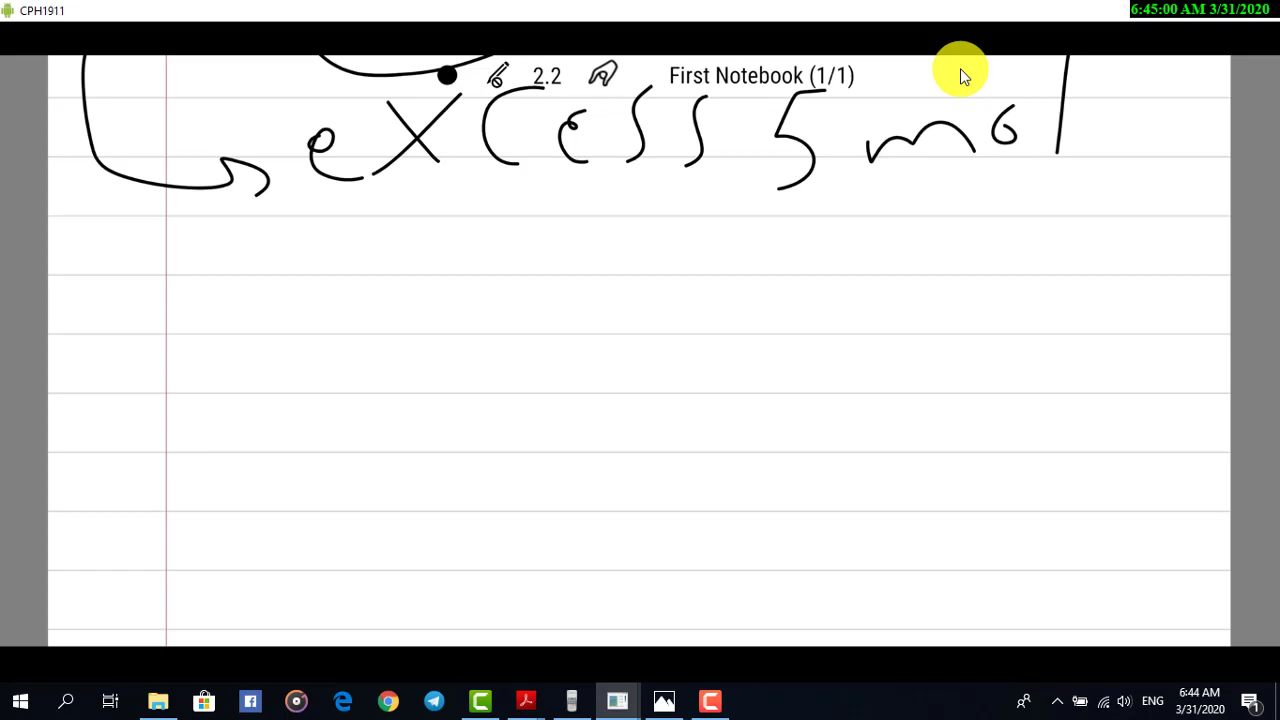 CPH1911
6:45:00 AM 3/31/2020
2.2 First Notebook (1/1)
excess 5 mol
ENG
6:44 AM
3/31/2020